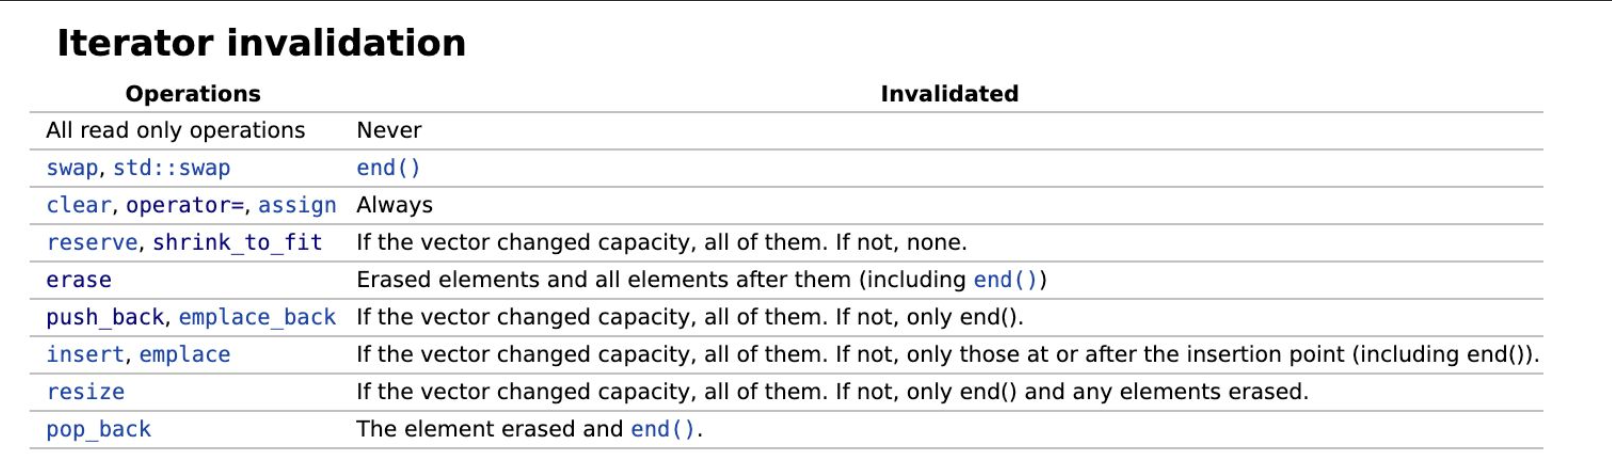 Iterator invalidation
Operations Invalidated
All read only operations Never
swap, std::swap end()
clear, operator=, assign Always
reserve, shrink_to_fit If the vector changed capacity, all of them. If not, none.
erase Erased elements and all elements after them (including end())
push_back, emplace_back If the vector changed capacity, all of them. If not, only end().
insert, emplace If the vector changed capacity, all of them. If not, only those at or after the insertion point (including end()).
resize If the vector changed capacity, all of them. If not, only end() and any elements erased.
pop_back The element erased and end().